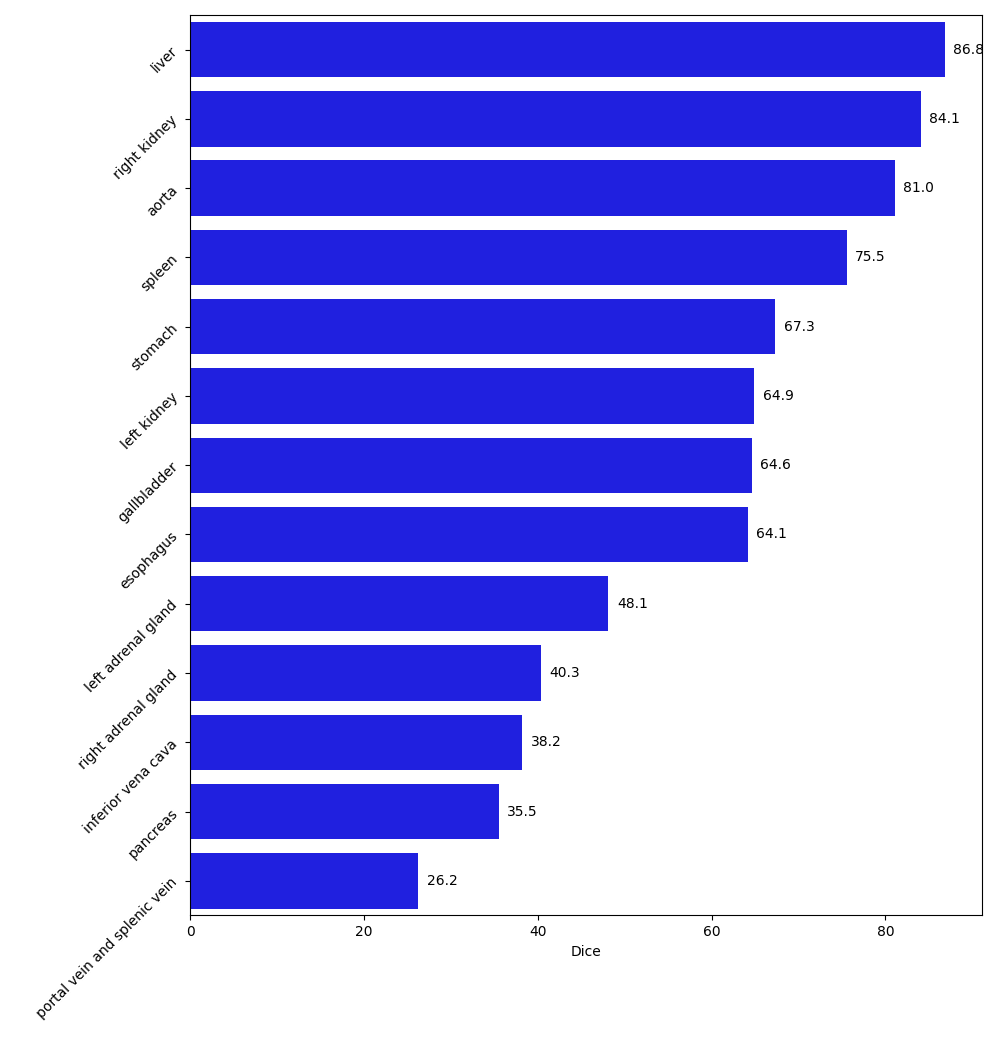 liver 86.8
right kidney 84.1
aorta 81.0
spleen 75.5
stomach 67.3
left kidney 64.9
gallbladder 64.6
esophagus 64.1
left adrenal gland 48.1
right adrenal gland 40.3
inferior vena cava 38.2
pancreas 35.5
portal vein and splenic vein 26.2
0 20 40 60 80
Dice